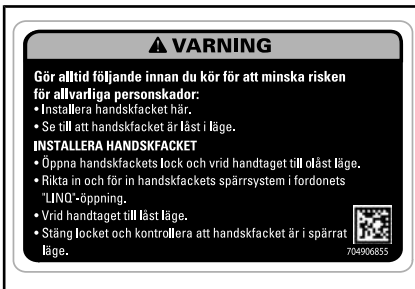 VARNING
Gör alltid följande innan du kör för att minska risken
för allvarliga personskador:
• Installera handskfacket här.
• Se till att handskfacket är låst i läge.
INSTALLERA HANDSKFACKET
• Öppna handskfackets lock och vrid handtaget till olåst läge.
• Rikta in och för in handskfackets spärrsystem i fordonets
"LINQ"-öppning.
• Vrid handtaget till låst läge.
• Stäng locket och kontrollera att handskfacket är i spärrat
läge.
704906855